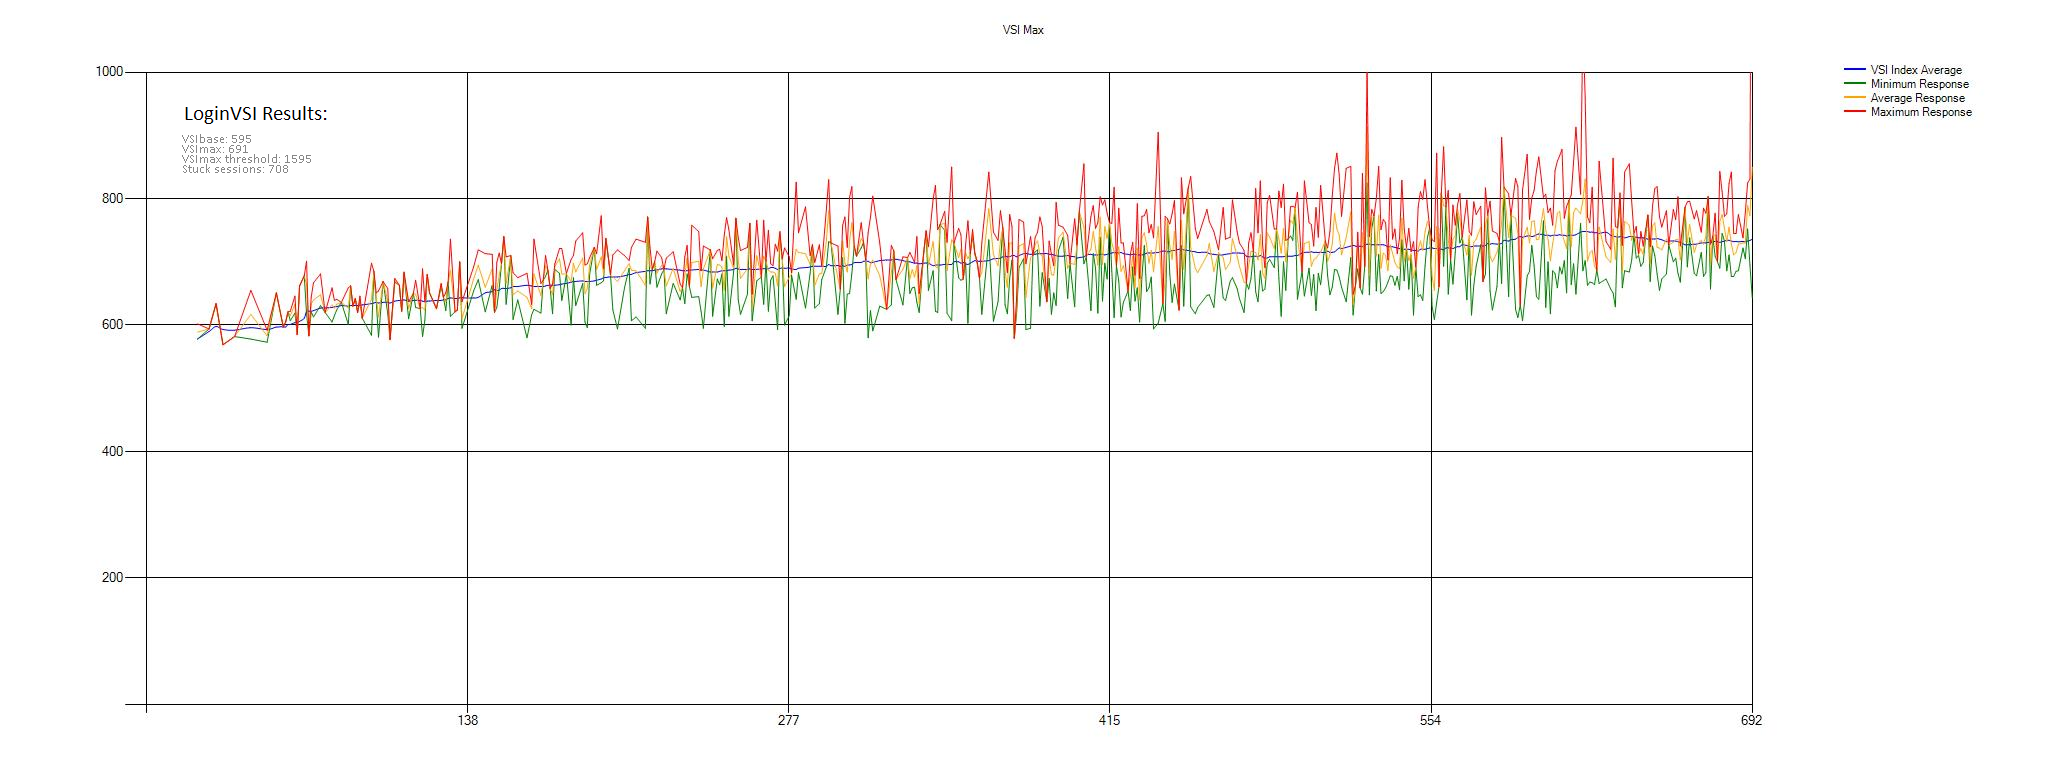 VSI Max
1000
800
600
400
200
LoginVSI Results:
VSIbase: 595
VSImax: 691
VSImax threshold: 1595
Stuck sessions: 708
VSI Index Average
Minimum Response
Average Response
Maximum Response
138
277
415
554
692